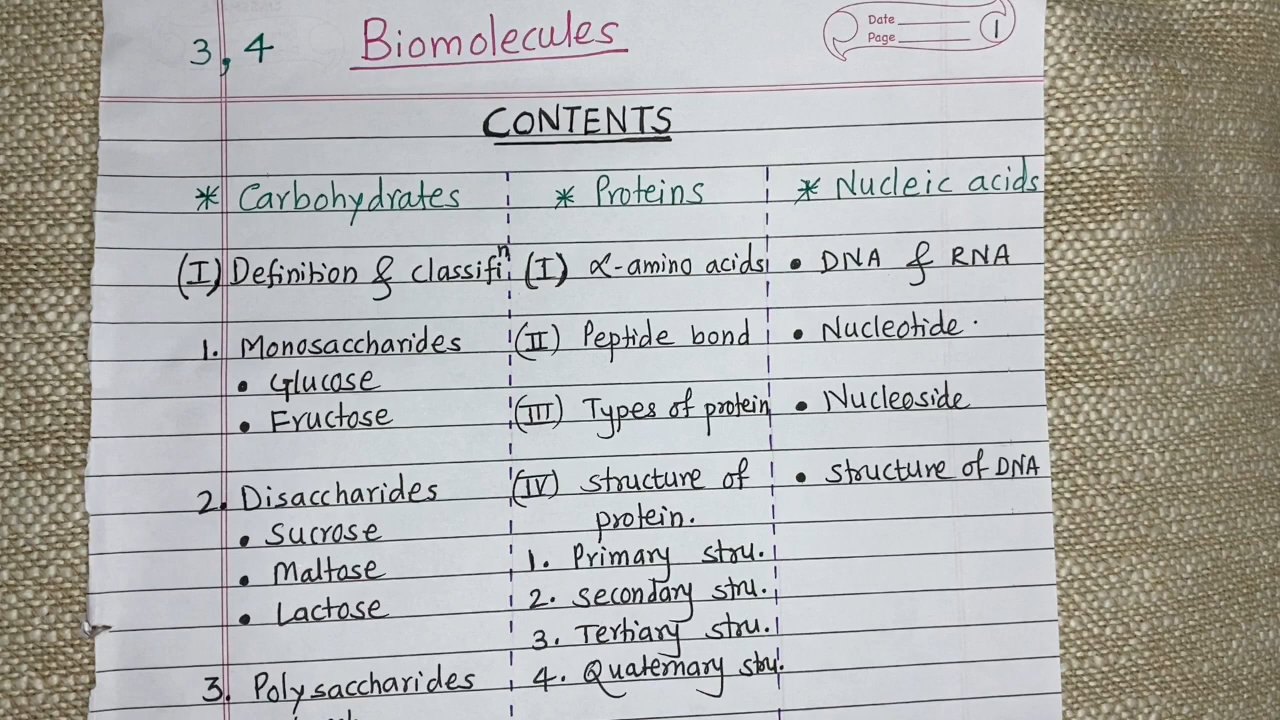 3, 4
Biomolecules
Date
Page
1
CONTENTS
* Carbohydrates
(I) Definition & classifiⁿ
1. Monosaccharides
• Glucose
• Fructose
2. Disaccharides
• Sucrose
• Maltose
• Lactose
3. Polysaccharides
* Proteins
(I) α-amino acids
(II) Peptide bond
(III) Types of protein
(IV) structure of
protein.
1. Primary stru.
2. secondary stru.
3. Tertiary stru.
4. Quaternary stru.
* Nucleic acids
• DNA & RNA
• Nucleotide.
• Nucleoside
• structure of DNA